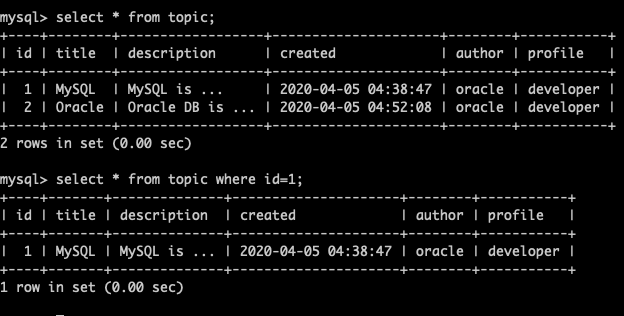 mysql> select * from topic;
+----+--------+------------------+---------------------+--------+-----------+
| id | title  | description      | created             | author | profile   |
+----+--------+------------------+---------------------+--------+-----------+
|  1 | MySQL  | MySQL is ...     | 2020-04-05 04:38:47 | oracle | developer |
|  2 | Oracle | Oracle DB is ... | 2020-04-05 04:52:08 | oracle | developer |
+----+--------+------------------+---------------------+--------+-----------+
2 rows in set (0.00 sec)
mysql> select * from topic where id=1;
+----+-------+--------------+---------------------+--------+-----------+
| id | title | description  | created             | author | profile   |
+----+-------+--------------+---------------------+--------+-----------+
|  1 | MySQL | MySQL is ... | 2020-04-05 04:38:47 | oracle | developer |
+----+-------+--------------+---------------------+--------+-----------+
1 row in set (0.00 sec)